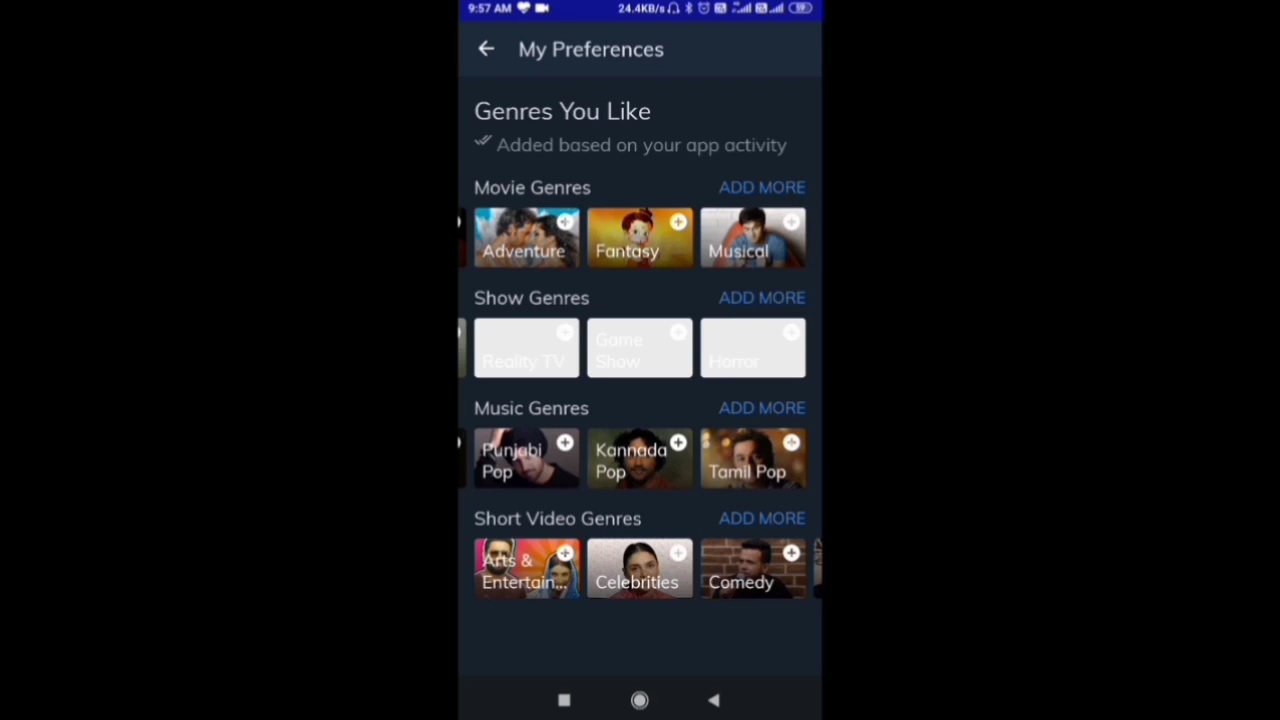 9:57 AM 24.4KB/s 59
My Preferences
Genres You Like
Added based on your app activity
Movie Genres ADD MORE
Adventure Fantasy Musical
Show Genres ADD MORE
Reality TV Game Show Horror
Music Genres ADD MORE
Punjabi Pop Kannada Pop Tamil Pop
Short Video Genres ADD MORE
Arts & Entertain... Celebrities Comedy